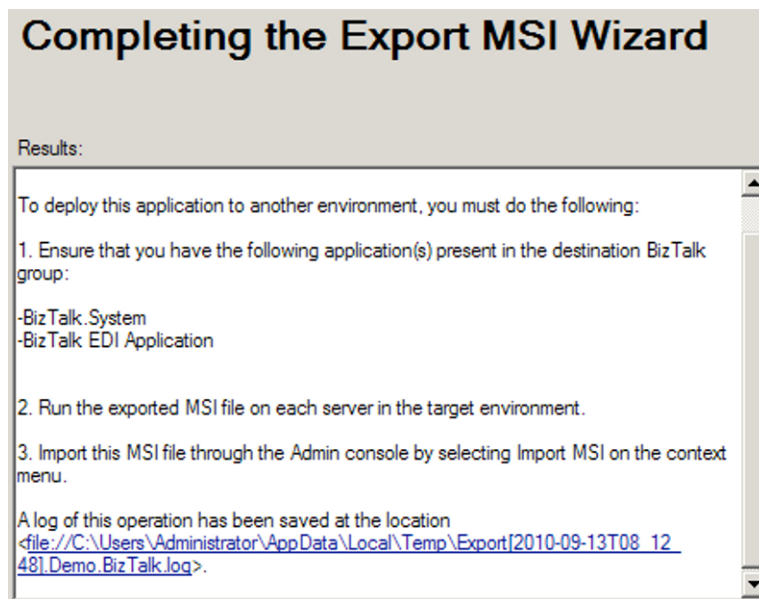 Completing the Export MSI Wizard
Results:
To deploy this application to another environment, you must do the following:
1. Ensure that you have the following application(s) present in the destination BizTalk
group:
-BizTalk.System
-BizTalk EDI Application
2. Run the exported MSI file on each server in the target environment.
3. Import this MSI file through the Admin console by selecting Import MSI on the context
menu.
A log of this operation has been saved at the location
<file://C:\Users\Administrator\AppData\Local\Temp\Export[2010-09-13T08_12_
48].Demo.BizTalk.log>.